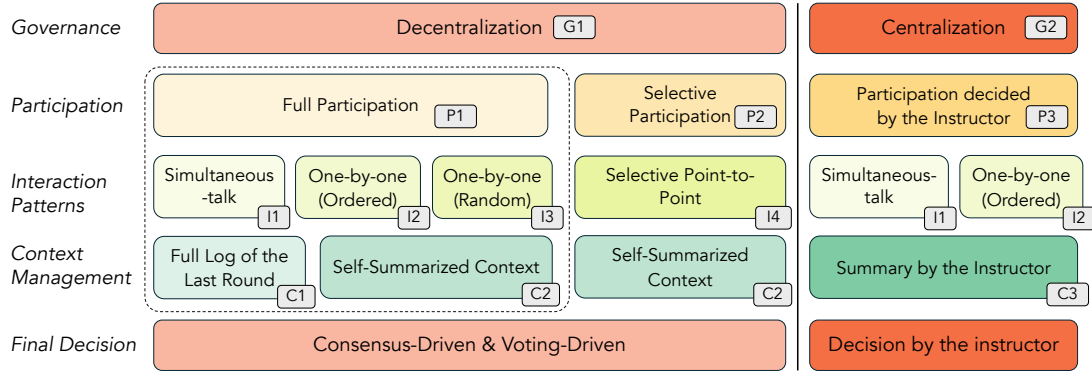 Governance
Decentralization G1
Centralization G2
Participation
Full Participation P1
Selective
Participation P2
Participation decided
by the Instructor P3
Interaction
Patterns
Simultaneous
-talk I1
One-by-one
(Ordered) I2
One-by-one
(Random) I3
Selective Point-to-
Point I4
Simultaneous-
talk I1
One-by-one
(Ordered) I2
Context
Management
Full Log of the
Last Round C1
Self-Summarized Context C2
Self-Summarized
Context C2
Summary by the Instructor C3
Final Decision
Consensus-Driven & Voting-Driven
Decision by the instructor